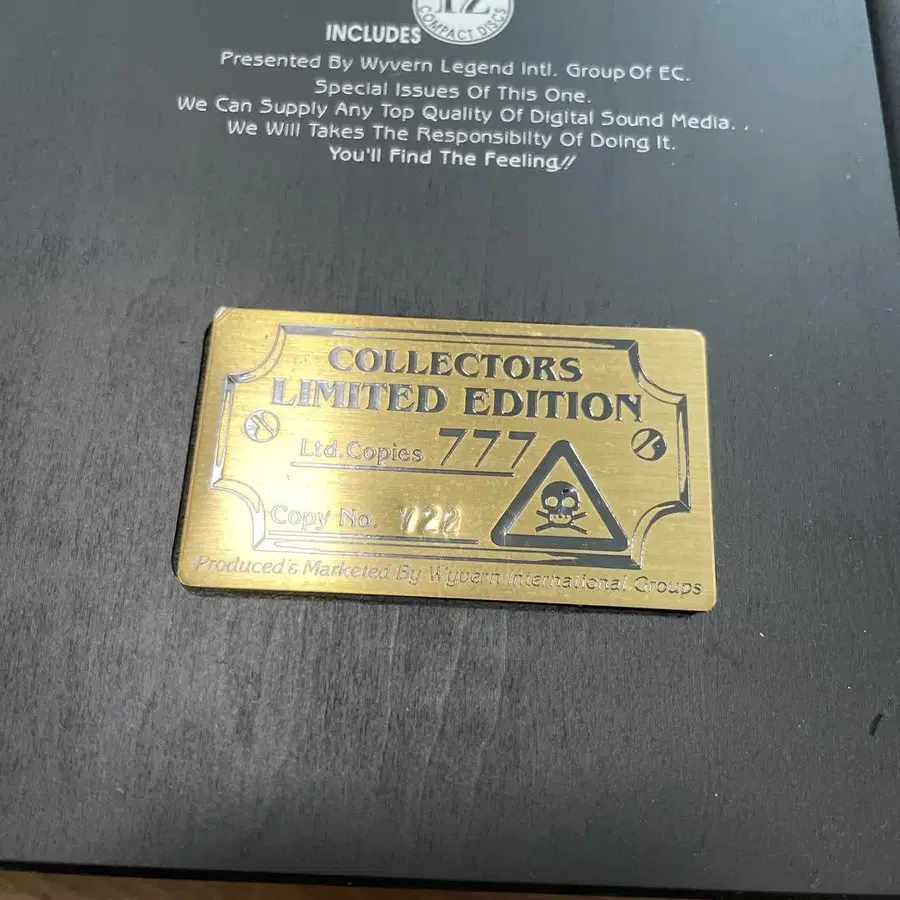 12
COMPACT DISCS
INCLUDES
Presented By Wyvern Legend Intl. Group Of EC.
Special Issues Of This One.
We Can Supply Any Top Quality Of Digital Sound Media. . .
We Will Takes The Responsibilty Of Doing It.
You'll Find The Feeling!!
COLLECTORS
LIMITED EDITION
Ltd. Copies 777
Copy No. 722
Produced & Marketed By Wyvern International Groups